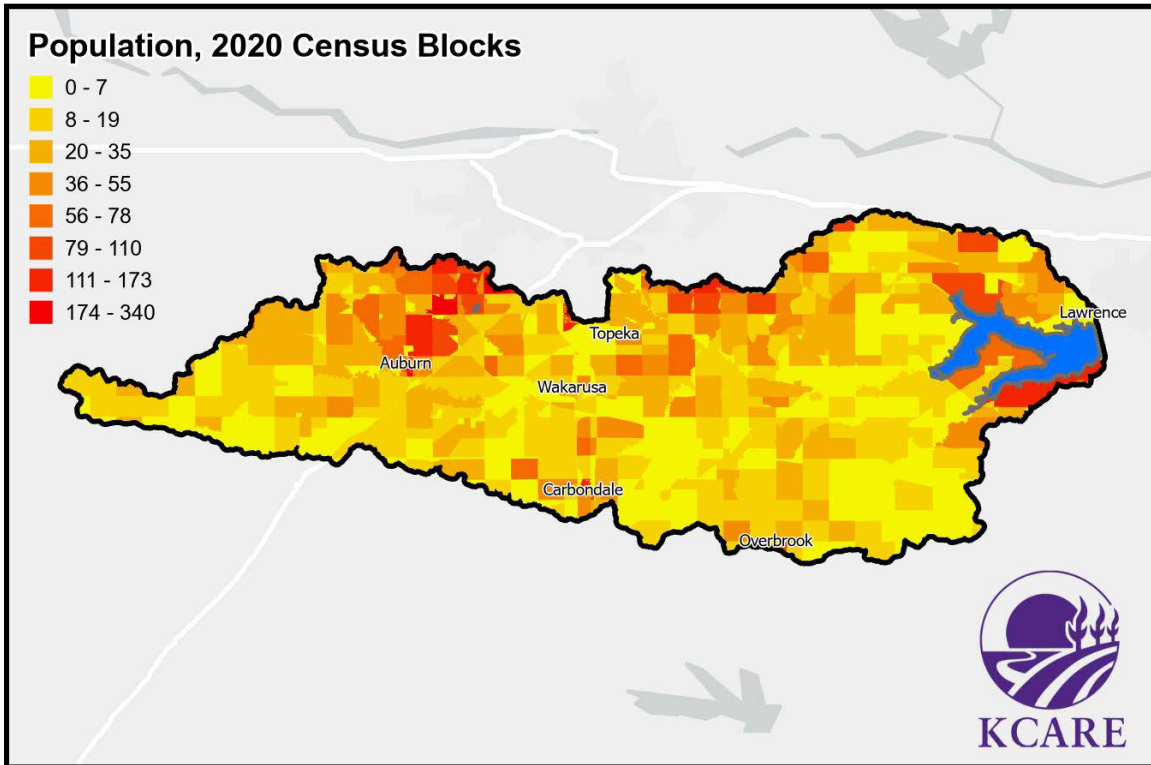 Population, 2020 Census Blocks
0 - 7
8 - 19
20 - 35
36 - 55
56 - 78
79 - 110
111 - 173
174 - 340
Lawrence
Topeka
Auburn
Wakarusa
Carbondale
Overbrook
KCARE